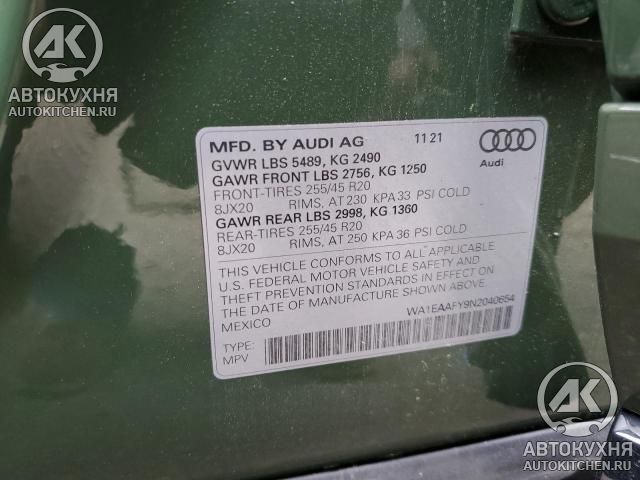 AK
АВТОКУХНЯ
AUTOKITCHEN.RU
MFD. BY AUDI AG 11 21
GVWR LBS 5489, KG 2490
GAWR FRONT LBS 2756, KG 1250
FRONT-TIRES 255/45 R20
8JX20 RIMS, AT 230 KPA 33 PSI COLD
GAWR REAR LBS 2998, KG 1360
REAR-TIRES 255/45 R20
8JX20 RIMS, AT 250 KPA 36 PSI COLD
Audi
THIS VEHICLE CONFORMS TO ALL APPLICABLE
U.S. FEDERAL MOTOR VEHICLE SAFETY AND
THEFT PREVENTION STANDARDS IN EFFECT ON
THE DATE OF MANUFACTURE SHOWN ABOVE.
MEXICO
WA1EAAFY9N2040654
TYPE:
MPV
AK
АВТОКУХНЯ
AUTOKITCHEN.RU